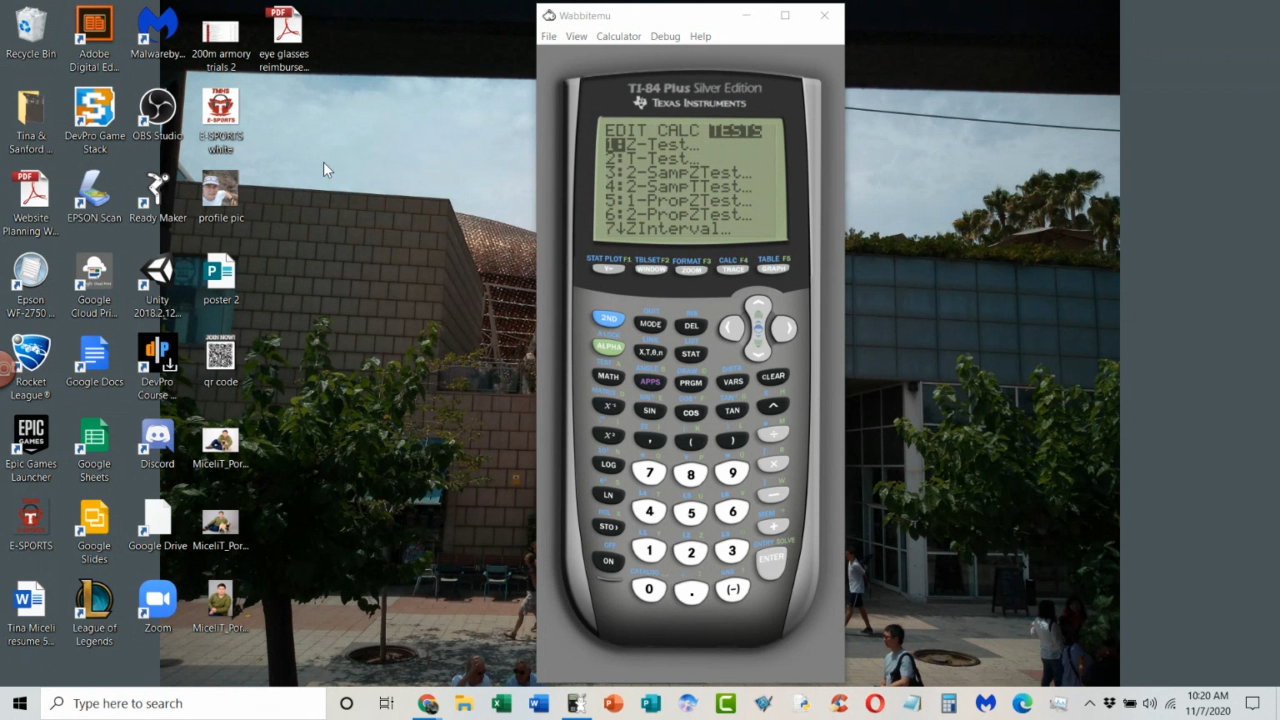 Recycle Bin
Adobe Digital Ed...
Malwareby...
200m armory trials 2
eye glasses reimburse...
Tina & Sanford ...
DevPro Game Stack
OBS Studio
E-SPORTS white
Website Planning W...
EPSON Scan
Ready Maker
profile pic
Epson WF-2750 ...
Google Cloud Pri...
Unity 2018.2.12...
poster 2
Rocket League®
Google Docs
DevPro Course ...
qr code
Epic Games Launcher
Google Sheets
Discord
MiceliT_Por...
E-SPORTS
Google Slides
Google Drive
MiceliT_Por...
Tina Miceli resume 5...
League of Legends
Zoom
MiceliT_Por...
Wabbitemu
File View Calculator Debug Help
TI-84 Plus Silver Edition
TEXAS INSTRUMENTS
EDIT CALC TESTS
1:Z-Test...
2:T-Test...
3:2-SampZTest...
4:2-SampTTest...
5:1-PropZTest...
6:2-PropZTest...
7↓ZInterval...
STAT PLOT F1 TBLSET F2 FORMAT F3 CALC F4 TABLE F5
Y= WINDOW ZOOM TRACE GRAPH
2ND MODE DEL
ALPHA X,T,θ,n STAT
MATH APPS PRGM VARS CLEAR
SIN COS TAN ^
, ( ) ÷
LOG 7 8 9 ×
LN 4 5 6 −
STO› 1 2 3 +
ON 0 . (−) ENTER
Type here to search
10:20 AM
11/7/2020